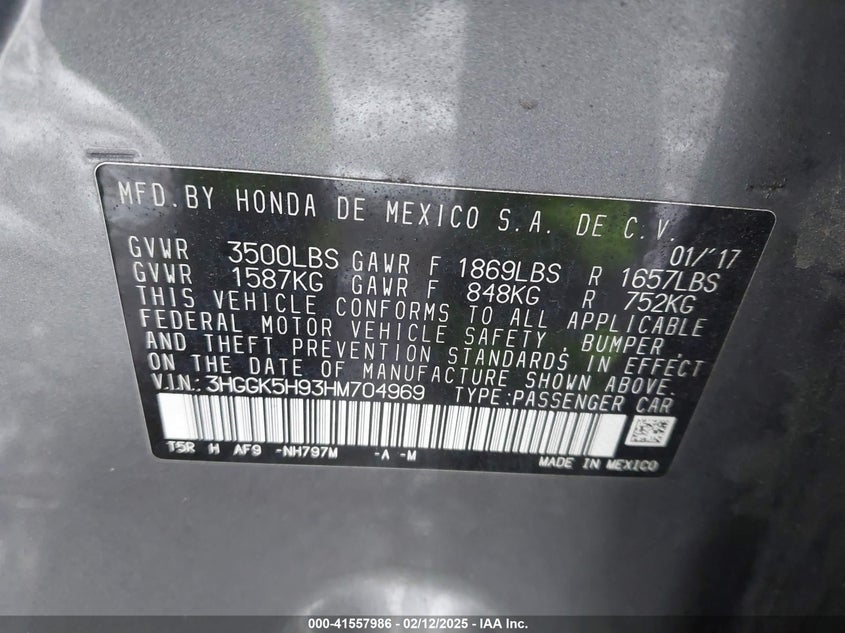 MFD.BY HONDA DE MEXICO S.A. DE C.V.
01/'17
GVWR 3500LBS GAWR F 1869LBS R 1657LBS
GVWR 1587KG GAWR F 848KG R 752KG
THIS VEHICLE CONFORMS TO ALL APPLICABLE
FEDERAL MOTOR VEHICLE SAFETY, BUMPER,
AND THEFT PREVENTION STANDARDS IN EFFECT
ON THE DATE OF MANUFACTURE SHOWN ABOVE.
V.I.N.: 3HGGK5H93HM704969 TYPE:PASSENGER CAR
T5R H AF9 -NH797M -A -M
MADE IN MEXICO
000-41557986 - 02/12/2025 - IAA Inc.